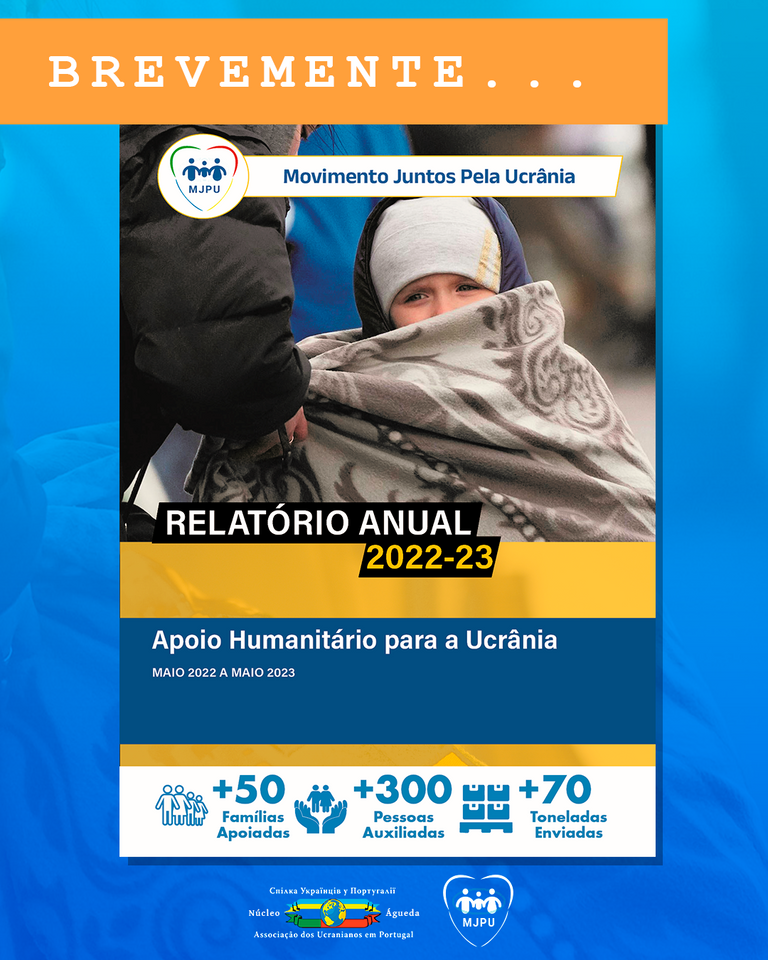 BREVEMENTE...
MJPU
Movimento Juntos Pela Ucrânia
RELATÓRIO ANUAL
2022-23
Apoio Humanitário para a Ucrânia
MAIO 2022 A MAIO 2023
+50
Famílias
Apoiadas
+300
Pessoas
Auxiliadas
+70
Toneladas
Enviadas
Спілка Українців у Португалії
Núcleo Águeda
Associação dos Ucranianos em Portugal
MJPU